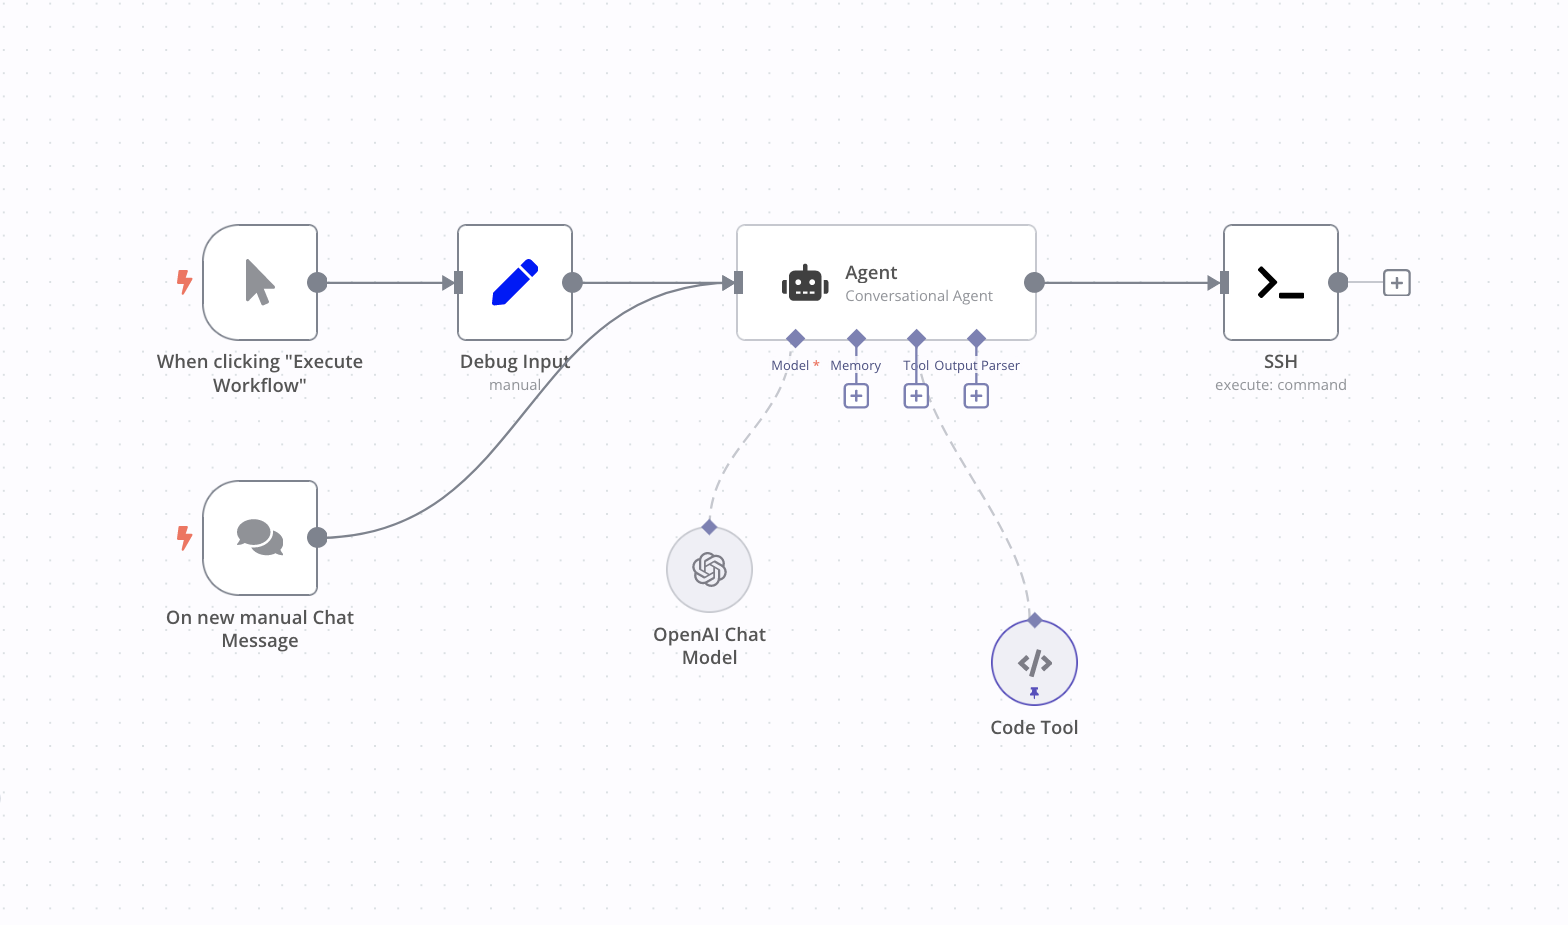 When clicking "Execute
Workflow"
Debug Input
manual
Agent
Conversational Agent
Model *
Memory
Tool
Output Parser
SSH
execute: command
On new manual Chat
Message
OpenAI Chat
Model
Code Tool